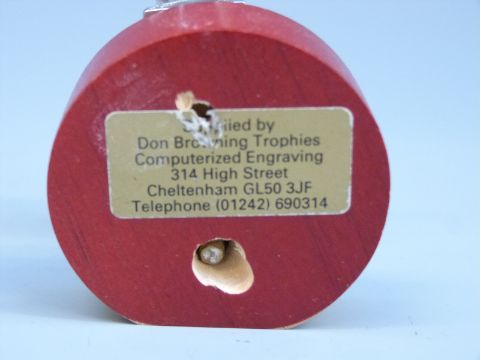 by
Don Browning Trophies
Computerized Engraving
314 High Street
Cheltenham GL50 3JF
Telephone (01242) 690314